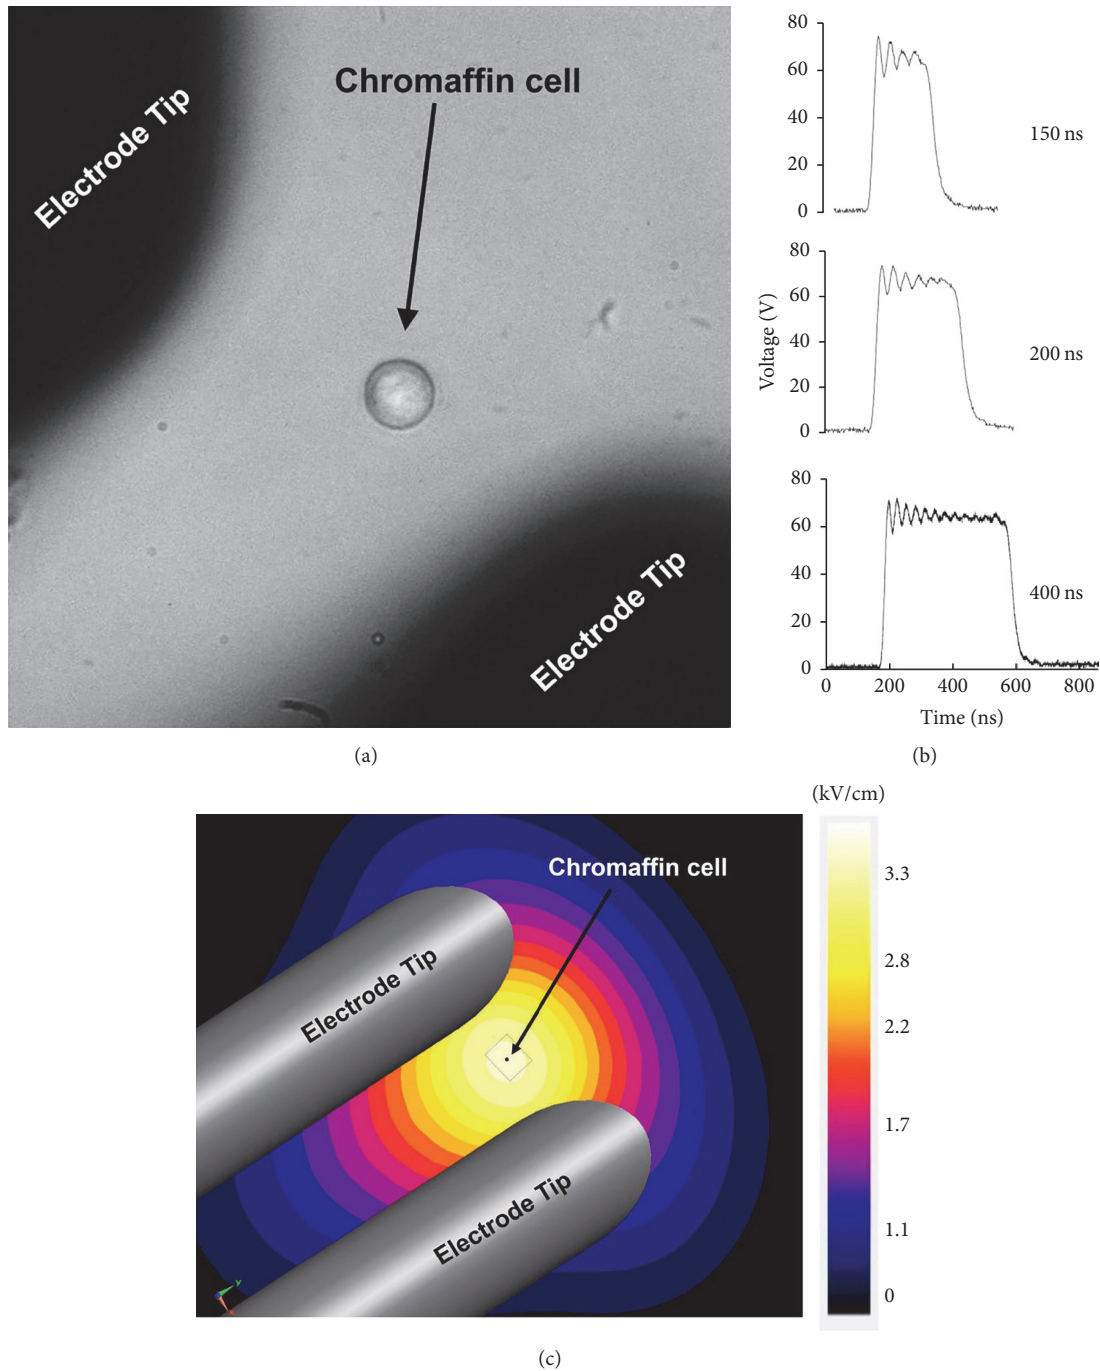 Chromaffin cell
Electrode Tip
Electrode Tip
(a)
80
60
40
20
0
150 ns
80
60
40
20
0
200 ns
Voltage (V)
80
60
40
20
0
400 ns
0 200 400 600 800
Time (ns)
(b)
(kV/cm)
Chromaffin cell
Electrode Tip
Electrode Tip
3.3
2.8
2.2
1.7
1.1
0
Y
X
(c)